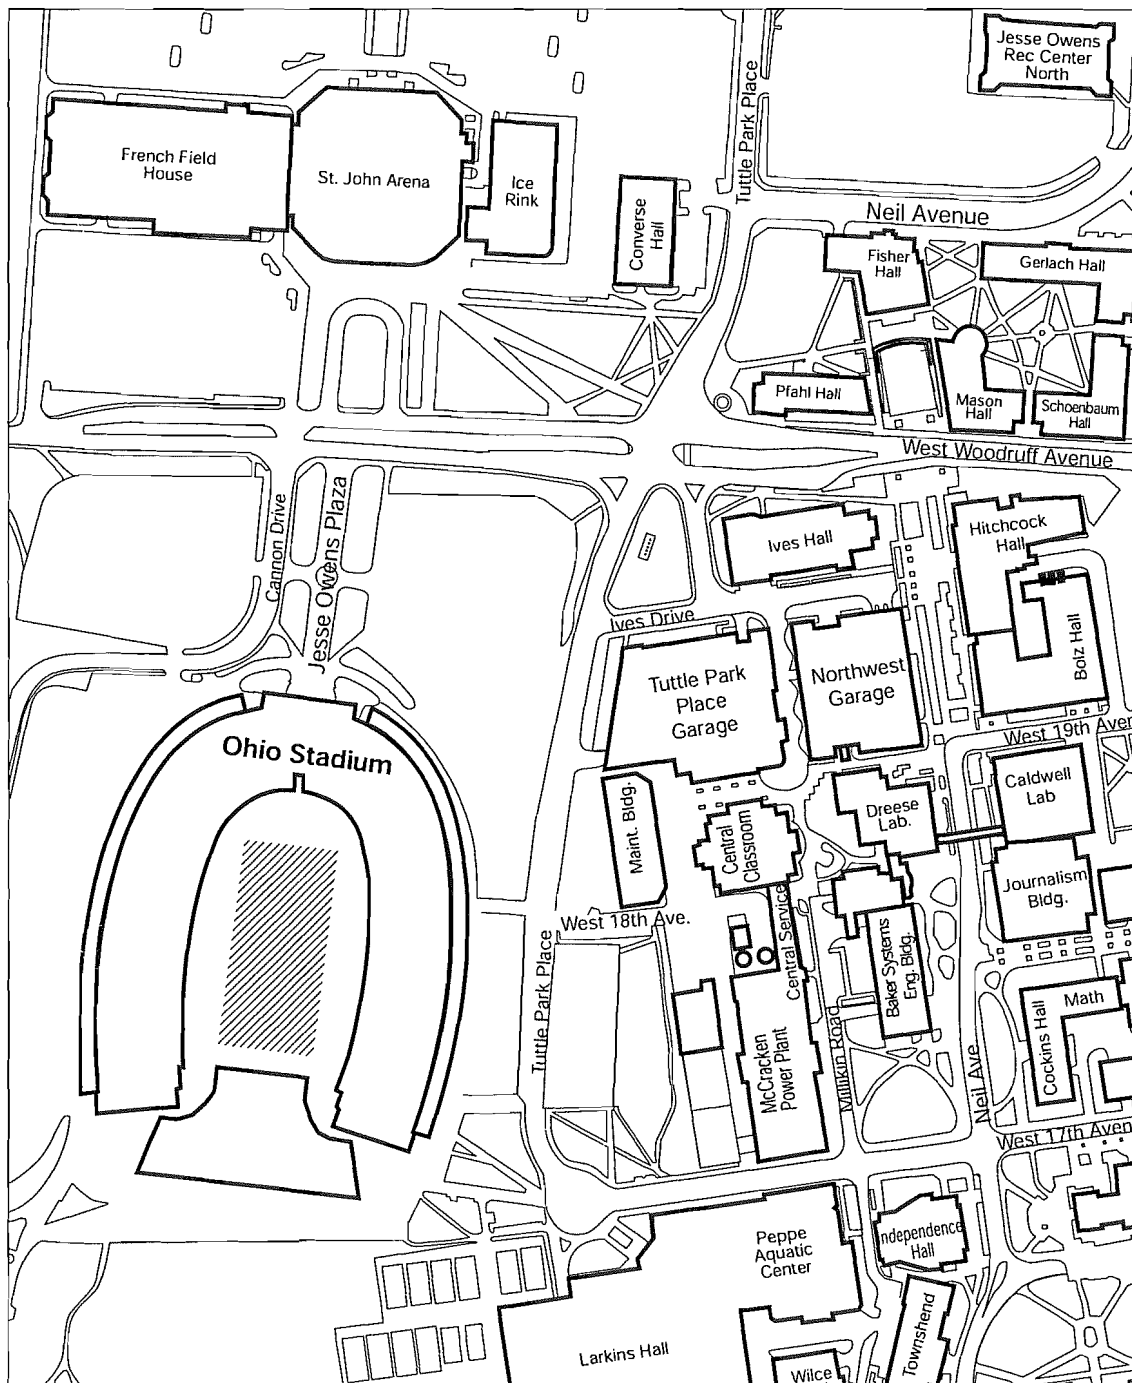 Jesse Owens
Rec Center
North
Tuttle Park Place
French Field
House
St. John Arena
Ice
Rink
Converse
Hall
Neil Avenue
Fisher
Hall
Gerlach Hall
Pfahl Hall
Mason
Hall
Schoenbaum
Hall
West Woodruff Avenue
Cannon Drive
Jesse Owens Plaza
Ives Hall
Hitchcock
Hall
Ives Drive
Bolz Hall
Tuttle Park
Place
Garage
Northwest
Garage
West 19th Aven
Ohio Stadium
Maint. Bldg.
Central
Classroom
Dreese
Lab.
Caldwell
Lab
Journalism
Bldg.
West 18th Ave.
Central Service
Baker Systems
Eng. Bldg.
Tuttle Park Place
McCracken
Power Plant
Millikin Road
Neil Ave.
Cockins Hall
Math
West 17th Avenu
Peppe
Aquatic
Center
ndependence
Hall
Larkins Hall
Townshend
Wilce